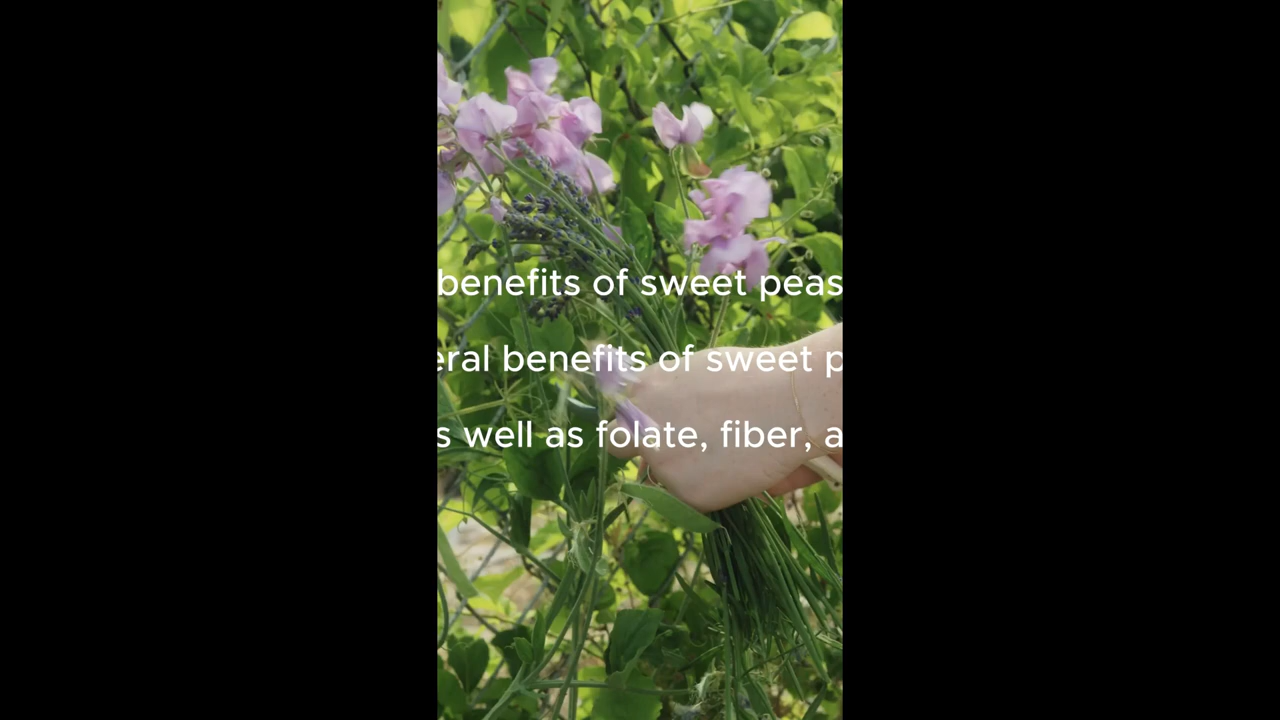 benefits of sweet peas
eral benefits of sweet p
s well as folate, fiber, a